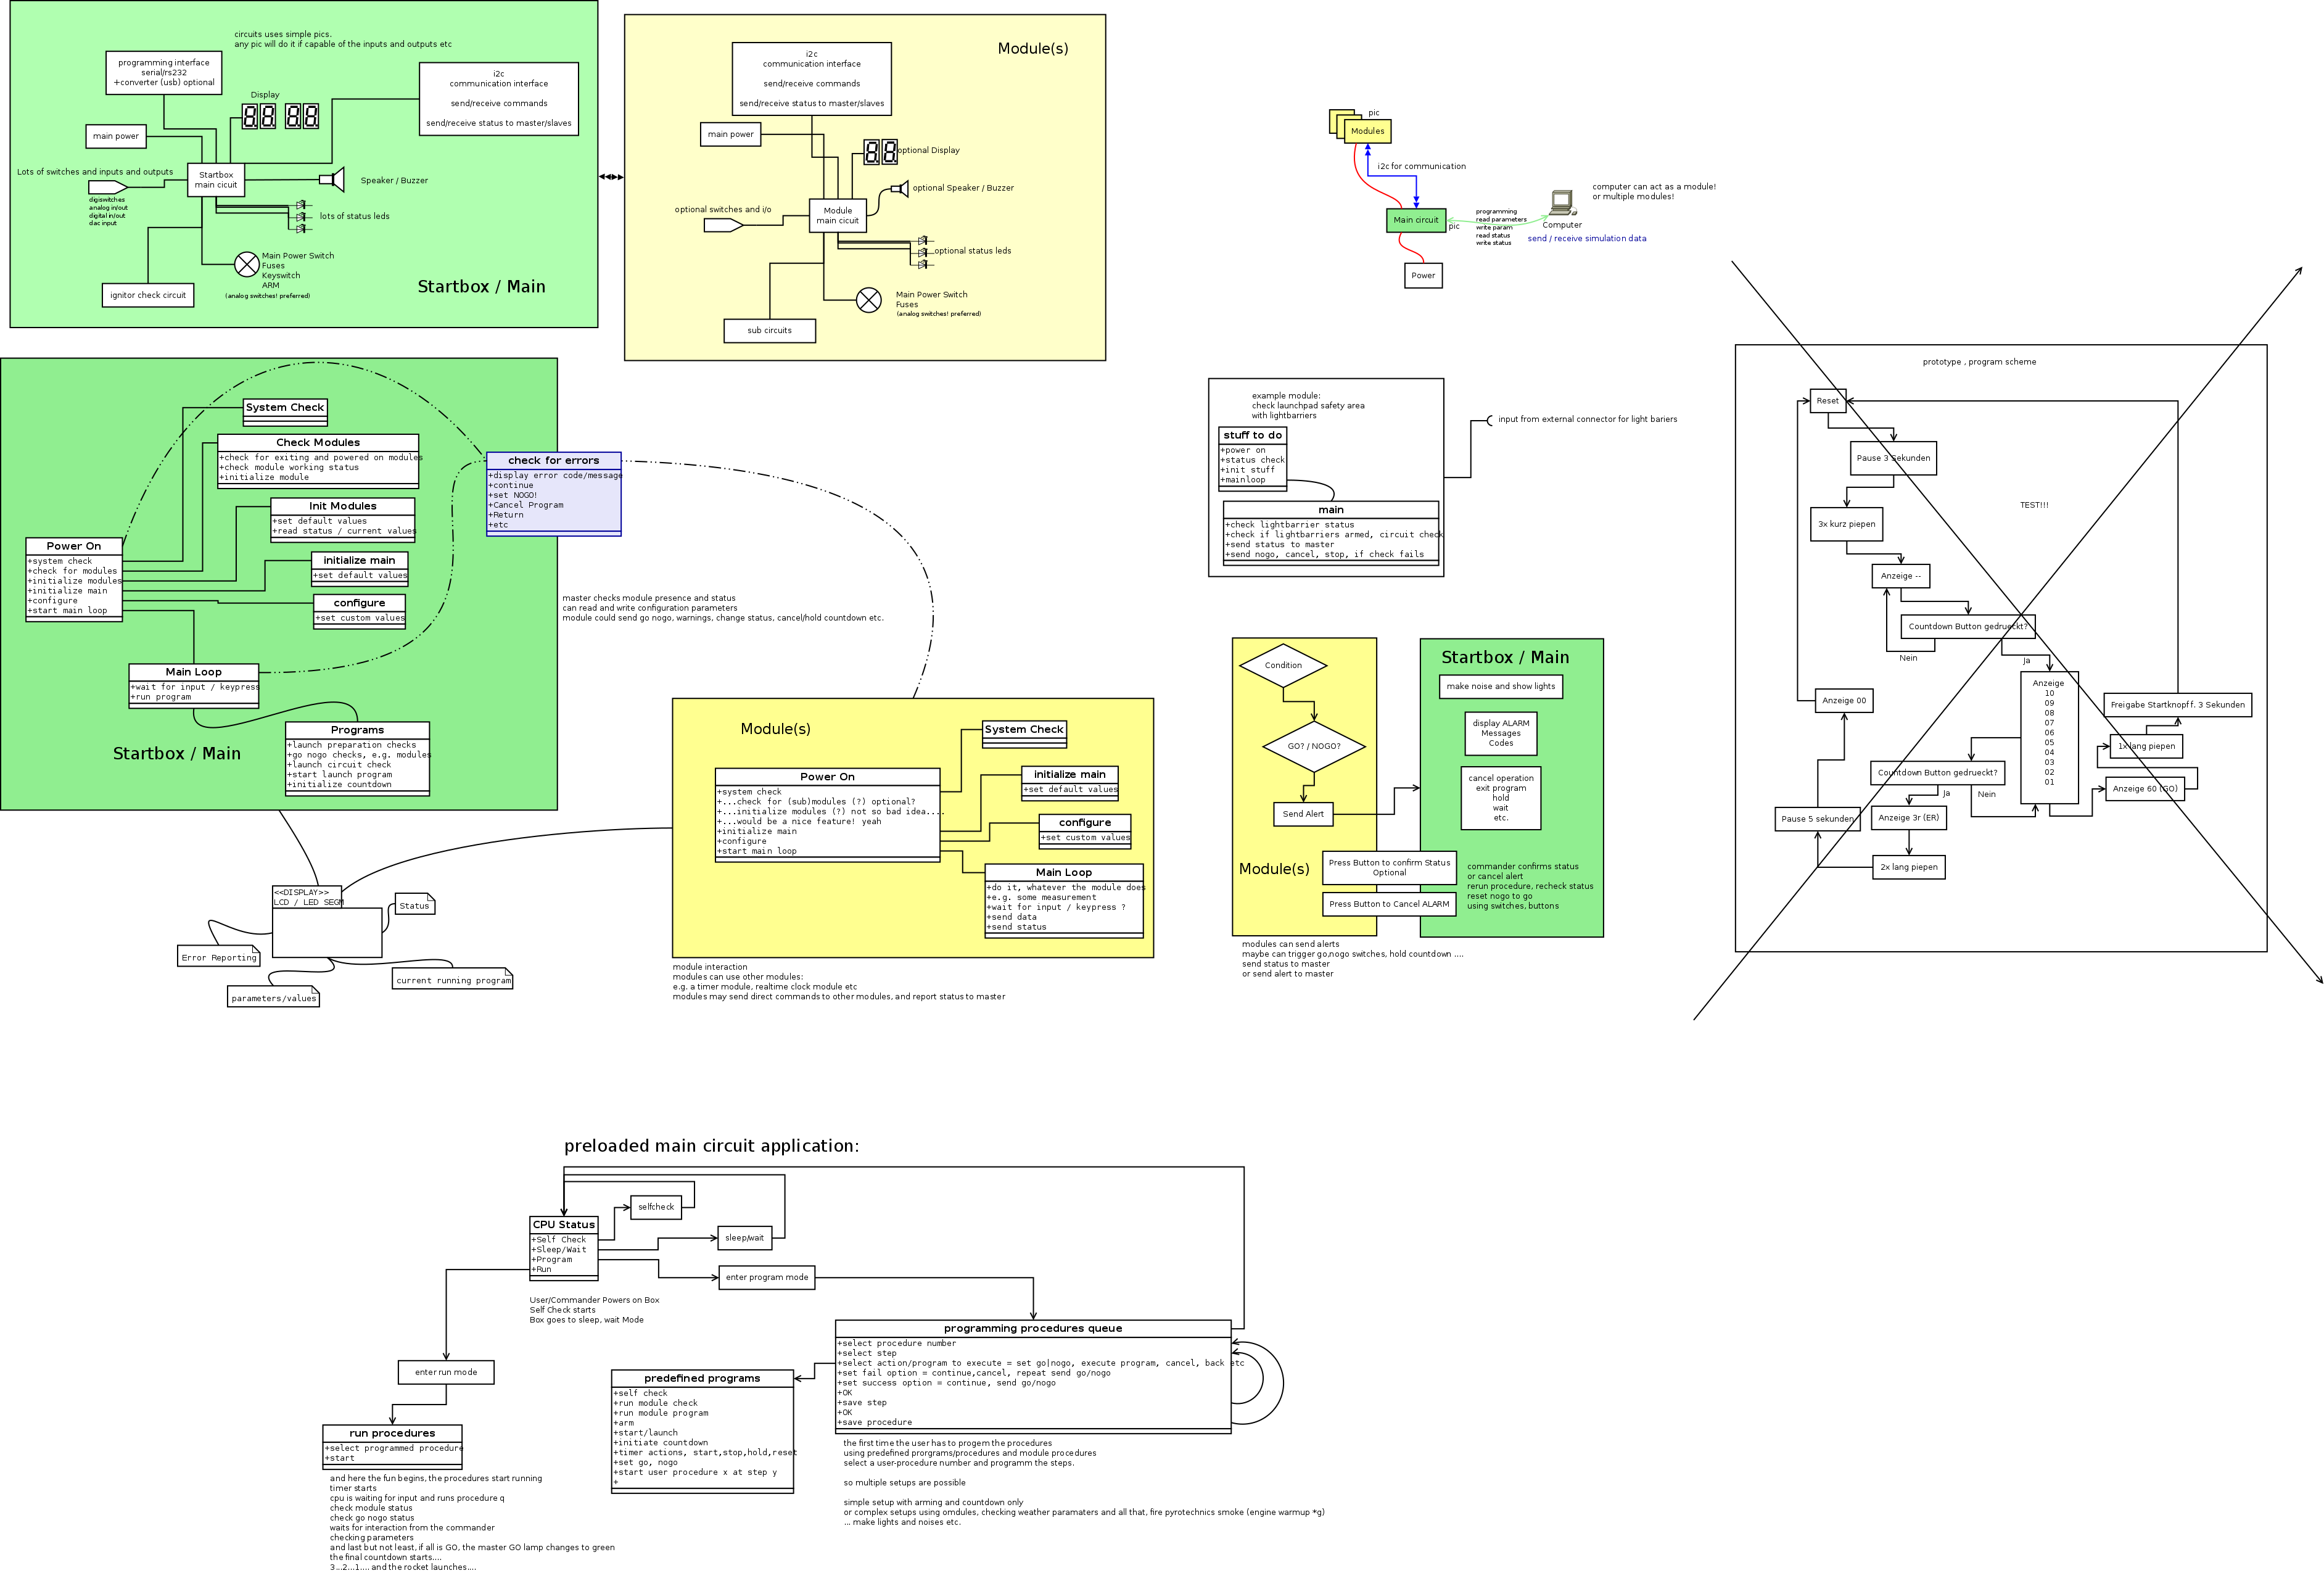 circuits uses simple pics.
any pic will do it if capable of the inputs and outputs etc
programming interface
serial/rs232
+converter (usb) optional
i2c
communication interface
send/receive commands
send/receive status to master/slaves
Display
main power
Lots of switches and inputs and outputs
digiswitches
analog in/out
digital in/out
dac input
Startbox
main cicuit
Speaker / Buzzer
lots of status leds
Main Power Switch
Fuses
Keyswitch
ARM
(analog switches! preferred)
ignitor check circuit
Startbox / Main
Module(s)
i2c
communication interface
send/receive commands
send/receive status to master/slaves
main power
optional Display
optional Speaker / Buzzer
optional switches and i/o
Module
main cicuit
optional status leds
Main Power Switch
Fuses
(analog switches! preferred)
sub circuits
pic
Modules
i2c for communication
computer can act as a module!
or multiple modules!
Main circuit
pic
programming
read parameters
write param
read status
write status
Computer
send / receive simulation data
Power
System Check
Check Modules
+check for exiting and powered on modules
+check module working status
+initialize module
Init Modules
+set default values
+read status / current values
Power On
+system check
+check for modules
+initialize modules
+initialize main
+configure
+start main loop
initialize main
+set default values
configure
+set custom values
Main Loop
+wait for input / keypress
+run program
Programs
+launch preparation checks
+go nogo checks, e.g. modules
+launch circuit check
+start launch program
+initialize countdown
Startbox / Main
check for errors
+display error code/message
+continue
+set NOGO!
+Cancel Program
+Return
+etc
master checks module presence and status
can read and write configuration parameters
module could send go nogo, warnings, change status, cancel/hold countdown etc.
example module:
check launchpad safety area
with lightbarriers
stuff to do
+power on
+status check
+init stuff
+mainloop
main
+check lightbarrier status
+check if lightbarriers armed, circuit check
+send status to master
+send nogo, cancel, stop, if check fails
input from external connector for light bariers
prototype , program scheme
Reset
Pause 3 Sekunden
TEST!!!
3x kurz piepen
Anzeige --
Countdown Button gedrueckt?
Nein
Ja
Anzeige
10
09
08
07
06
05
04
03
02
01
Anzeige 00
Freigabe Startknopf f. 3 Sekunden
1x lang piepen
Countdown Button gedrueckt?
Ja
Nein
Anzeige 60 (GO)
Pause 5 sekunden
Anzeige 3r (ER)
2x lang piepen
Module(s)
System Check
Power On
+system check
+...check for (sub)modules (?) optional?
+...initialize modules (?) not so bad idea....
+...would be a nice feature! yeah
+initialize main
+configure
+start main loop
initialize main
+set default values
configure
+set custom values
Main Loop
+do it, whatever the module does
+e.g. some measurement
+wait for input / keypress ?
+send data
+send status
module interaction
modules can use other modules:
e.g. a timer module, realtime clock module etc
modules may send direct commands to other modules, and report status to master
Condition
GO? / NOGO?
Send Alert
Module(s)
Startbox / Main
make noise and show lights
display ALARM
Messages
Codes
cancel operation
exit program
hold
wait
etc.
Press Button to confirm Status
Optional
Press Button to Cancel ALARM
commander confirms status
or cancel alert
rerun procedure, recheck status
reset nogo to go
using switches, buttons
modules can send alerts
maybe can trigger go,nogo switches, hold countdown ....
send status to master
or send alert to master
<<DISPLAY>>
LCD / LED SEGM
Status
Error Reporting
current running program
parameters/values
preloaded main circuit application:
CPU Status
+Self Check
+Sleep/Wait
+Program
+Run
selfcheck
sleep/wait
enter program mode
User/Commander Powers on Box
Self Check starts
Box goes to sleep, wait Mode
enter run mode
run procedures
+select programmed procedure
+start
and here the fun begins, the procedures start running
timer starts
cpu is waiting for input and runs procedure q
check module status
check go nogo status
waits for interaction from the commander
checking parameters
and last but not least, if all is GO, the master GO lamp changes to green
the final countdown starts....
3...2...1.... and the rocket launches....
predefined programs
+self check
+run module check
+run module program
+arm
+start/launch
+initiate countdown
+timer actions, start,stop,hold,reset
+set go, nogo
+start user procedure x at step y
+
programming procedures queue
+select procedure number
+select step
+select action/program to execute = set go|nogo, execute program, cancel, back etc
+set fail option = continue,cancel, repeat send go/nogo
+set success option = continue, send go/nogo
+OK
+save step
+OK
+save procedure
the first time the user has to progem the procedures
using predefined prorgrams/procedures and module procedures
select a user-procedure number and programm the steps.
so multiple setups are possible
simple setup with arming and countdown only
or complex setups using omdules, checking weather paramaters and all that, fire pyrotechnics smoke (engine warmup *g)
... make lights and noises etc.